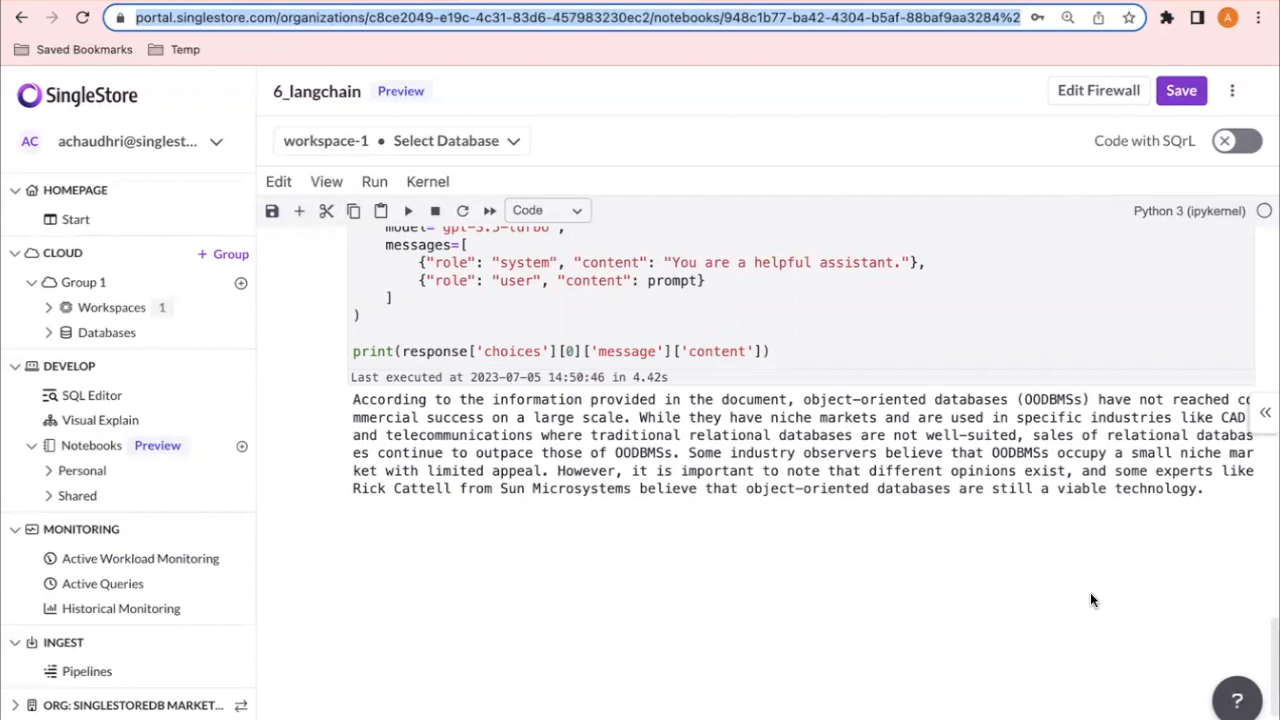 portal.singlestore.com/organizations/c8ce2049-e19c-4c31-83d6-457983230ec2/notebooks/948c1b77-ba42-4304-b5af-88baf9aa3284%2
A
Saved Bookmarks
Temp
SingleStore
6_langchain
Preview
Edit Firewall
Save
AC
achaudhri@singlest...
workspace-1 • Select Database
Code with SQrL
Edit
View
Run
Kernel
Code
Python 3 (ipykernel)
HOMEPAGE
Start
CLOUD
+ Group
Group 1
Workspaces 1
Databases
DEVELOP
SQL Editor
Visual Explain
Notebooks
Preview
Personal
Shared
MONITORING
Active Workload Monitoring
Active Queries
Historical Monitoring
INGEST
Pipelines
ORG: SINGLESTOREDB MARKET...
model="gpt-3.5-turbo",
messages=[
{"role": "system", "content": "You are a helpful assistant."},
{"role": "user", "content": prompt}
]
)
print(response['choices'][0]['message']['content'])
Last executed at 2023-07-05 14:50:46 in 4.42s
According to the information provided in the document, object-oriented databases (OODBMSs) have not reached co
mmercial success on a large scale. While they have niche markets and are used in specific industries like CAD
and telecommunications where traditional relational databases are not well-suited, sales of relational databas
es continue to outpace those of OODBMSs. Some industry observers believe that OODBMSs occupy a small niche mar
ket with limited appeal. However, it is important to note that different opinions exist, and some experts like
Rick Cattell from Sun Microsystems believe that object-oriented databases are still a viable technology.
?